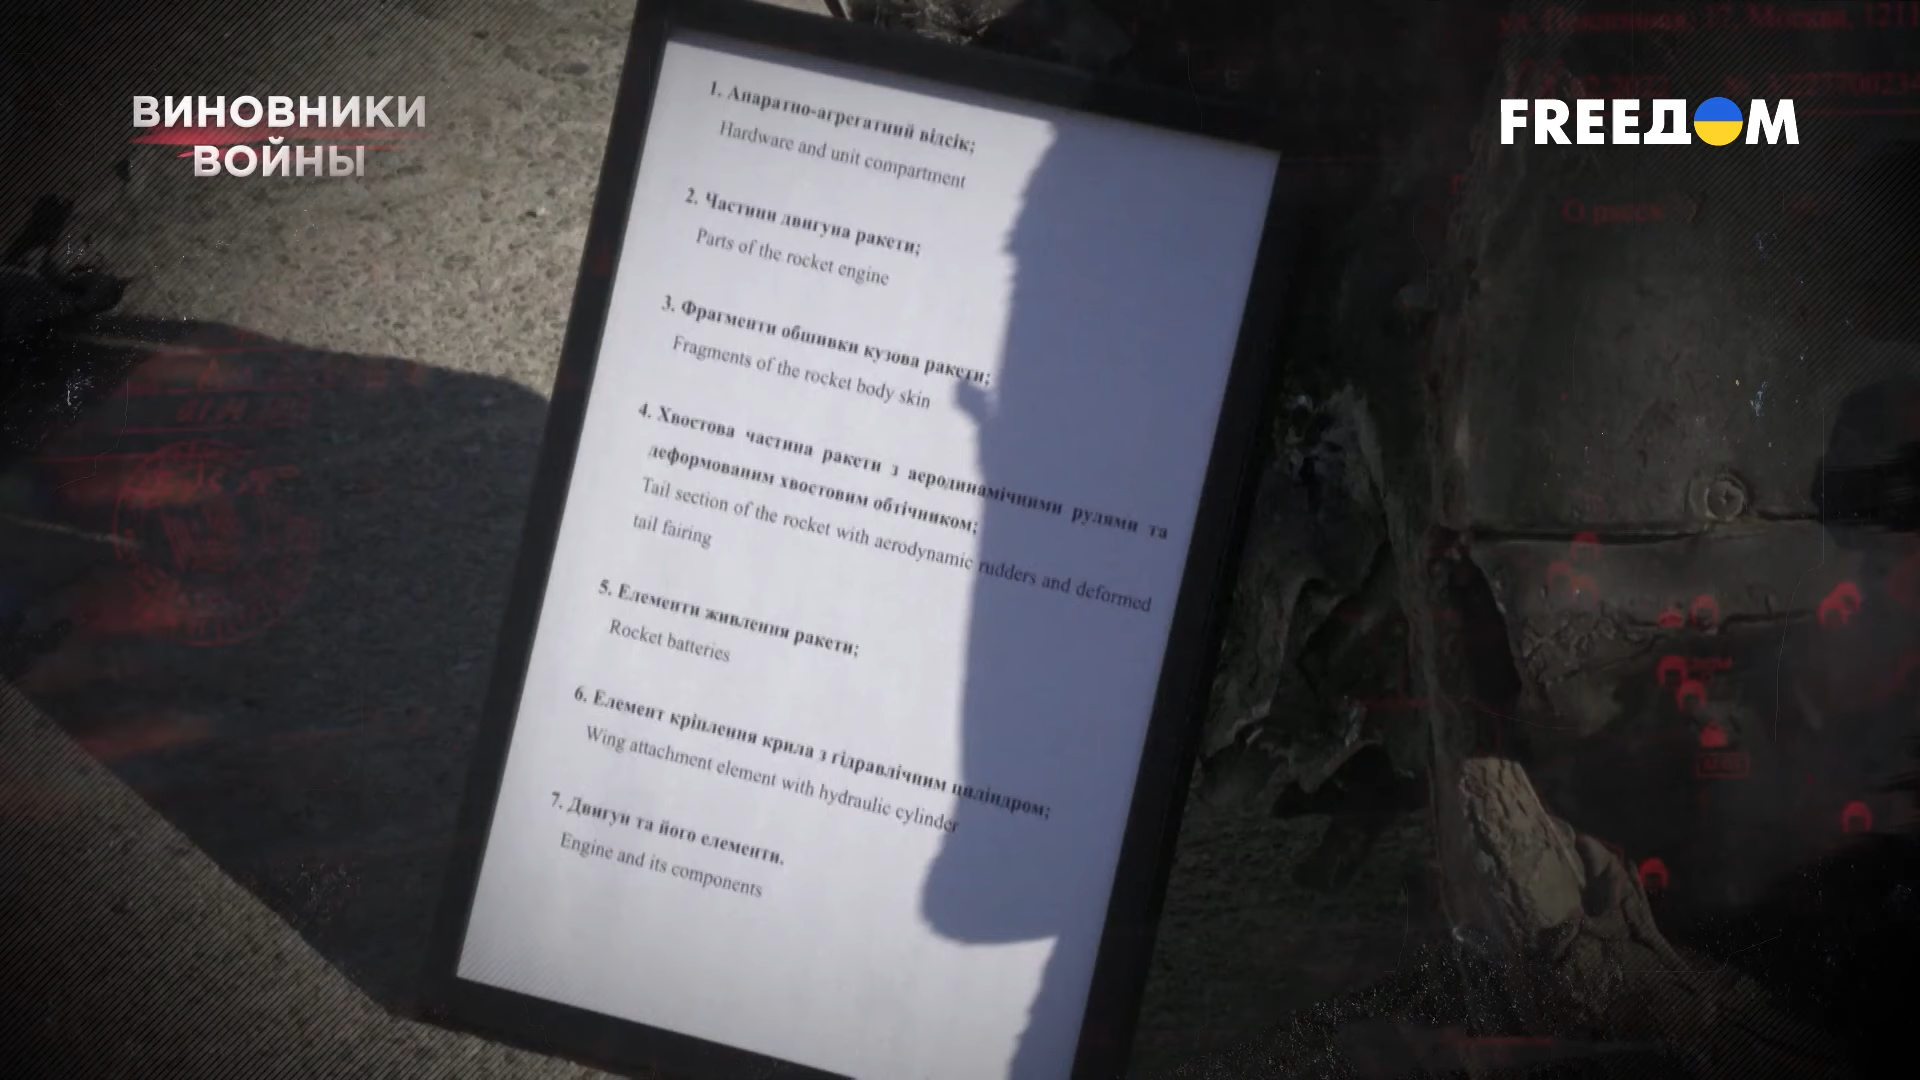 ВИНОВНИКИ
ВОЙНЫ
FREEДOM
1. Апаратно-агрегатний відсік;
Hardware and unit compartment
2. Частини двигуна ракети;
Parts of the rocket engine
3. Фрагменти обшивки кузова ракети;
Fragments of the rocket body skin
4. Хвостова частина ракети з аеродинамічними рулями та
деформованим хвостовим обтічником;
Tail section of the rocket with aerodynamic rudders and deformed
tail fairing
5. Елементи живлення ракети;
Rocket batteries
6. Елемент кріплення крила з гідравлічним циліндром;
Wing attachment element with hydraulic cylinder
7. Двигун та його елементи.
Engine and its components